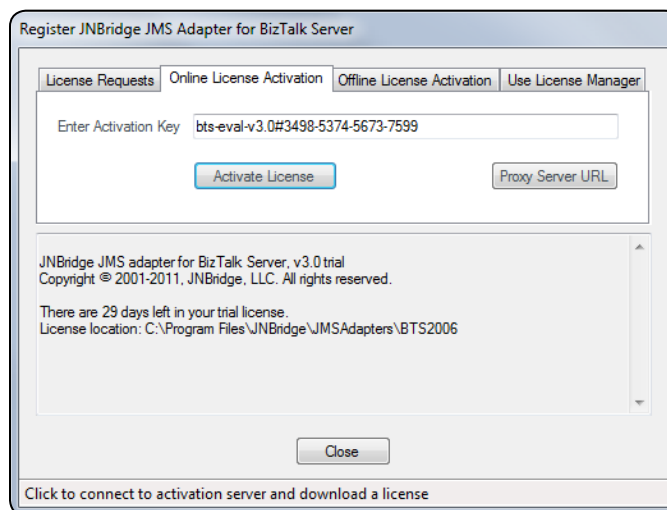 Register JNBridge JMS Adapter for BizTalk Server
License Requests Online License Activation Offline License Activation Use License Manager
Enter Activation Key bts-eval-v3.0#3498-5374-5673-7599
Activate License Proxy Server URL
JNBridge JMS adapter for BizTalk Server, v3.0 trial
Copyright © 2001-2011, JNBridge, LLC. All rights reserved.
There are 29 days left in your trial license.
License location: C:\Program Files\JNBridge\JMSAdapters\BTS2006
Close
Click to connect to activation server and download a license